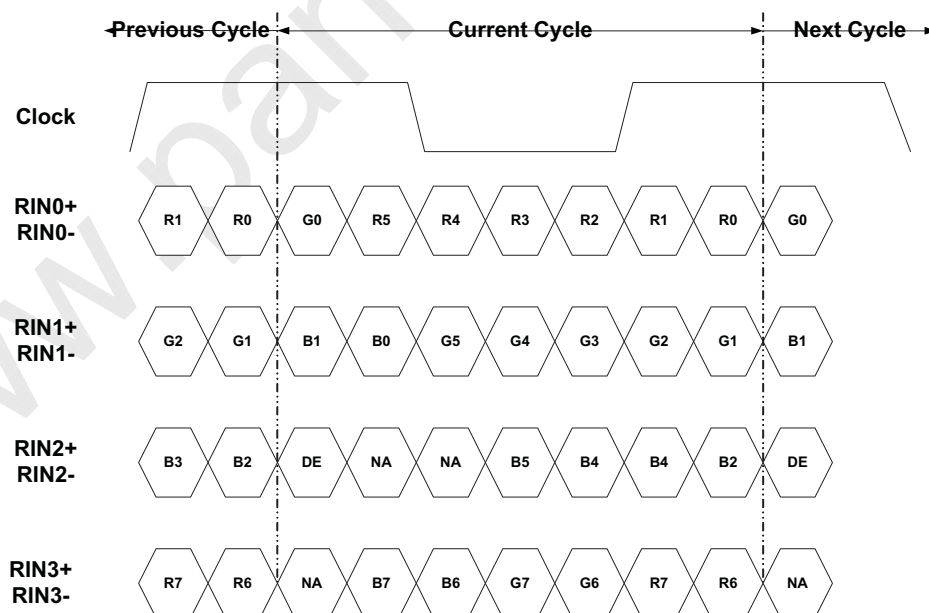 Previous Cycle Current Cycle Next Cycle
Clock
RIN0+
RIN0-
R1 R0 G0 R5 R4 R3 R2 R1 R0 G0
RIN1+
RIN1-
G2 G1 B1 B0 G5 G4 G3 G2 G1 B1
RIN2+
RIN2-
B3 B2 DE NA NA B5 B4 B4 B2 DE
RIN3+
RIN3-
R7 R6 NA B7 B6 G7 G6 R7 R6 NA
w.pan